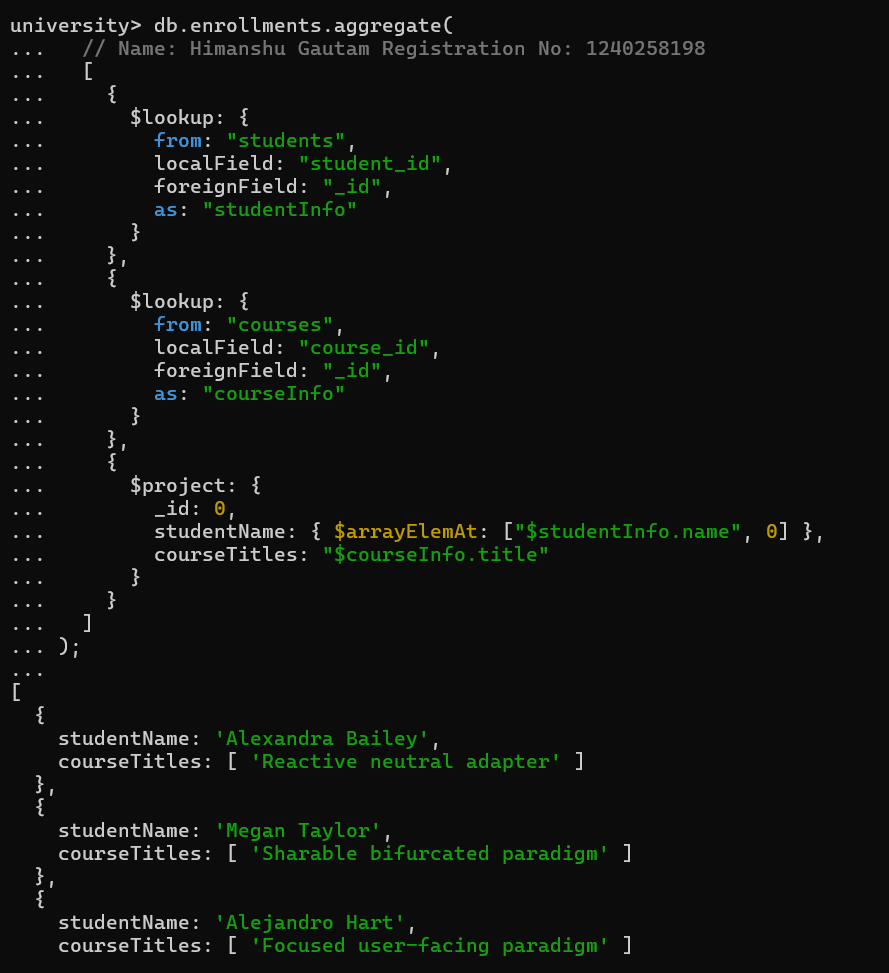 university> db.enrollments.aggregate(
...   // Name: Himanshu Gautam Registration No: 1240258198
...   [
...     {
...       $lookup: {
...         from: "students",
...         localField: "student_id",
...         foreignField: "_id",
...         as: "studentInfo"
...       }
...     },
...     {
...       $lookup: {
...         from: "courses",
...         localField: "course_id",
...         foreignField: "_id",
...         as: "courseInfo"
...       }
...     },
...     {
...       $project: {
...         _id: 0,
...         studentName: { $arrayElemAt: ["$studentInfo.name", 0] },
...         courseTitles: "$courseInfo.title"
...       }
...     }
...   ]
... );
...
[
  {
    studentName: 'Alexandra Bailey',
    courseTitles: [ 'Reactive neutral adapter' ]
  },
  {
    studentName: 'Megan Taylor',
    courseTitles: [ 'Sharable bifurcated paradigm' ]
  },
  {
    studentName: 'Alejandro Hart',
    courseTitles: [ 'Focused user-facing paradigm' ]